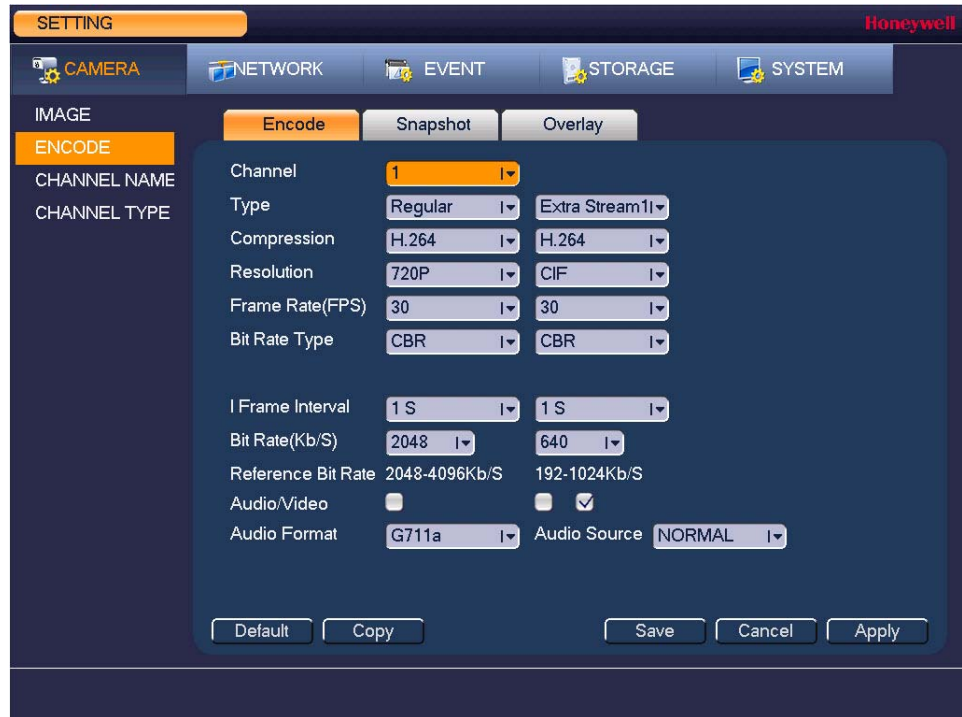 SETTING Honeywell
CAMERA NETWORK EVENT STORAGE SYSTEM
IMAGE
ENCODE
CHANNEL NAME
CHANNEL TYPE
Encode Snapshot Overlay
Channel 1
Type Regular Extra Stream1
Compression H.264 H.264
Resolution 720P CIF
Frame Rate(FPS) 30 30
Bit Rate Type CBR CBR
I Frame Interval 1 S 1 S
Bit Rate(Kb/S) 2048 640
Reference Bit Rate 2048-4096Kb/S 192-1024Kb/S
Audio/Video
Audio Format G711a Audio Source NORMAL
Default Copy Save Cancel Apply